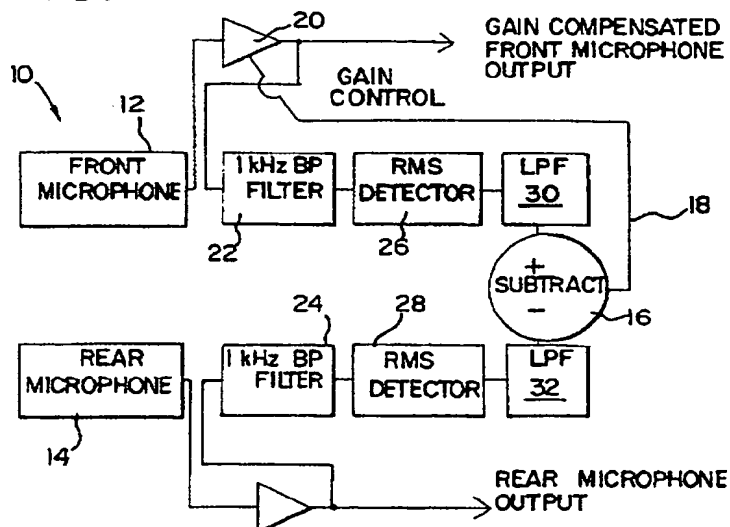 20
GAIN COMPENSATED
FRONT MICROPHONE
OUTPUT
10
GAIN
CONTROL
12
FRONT
MICROPHONE
1 kHz BP
FILTER
RMS
DETECTOR
LPF
30
18
22
26
+
SUBTRACT
-
16
24
28
REAR
MICROPHONE
1 kHz BP
FILTER
RMS
DETECTOR
LPF
32
14
REAR MICROPHONE
OUTPUT